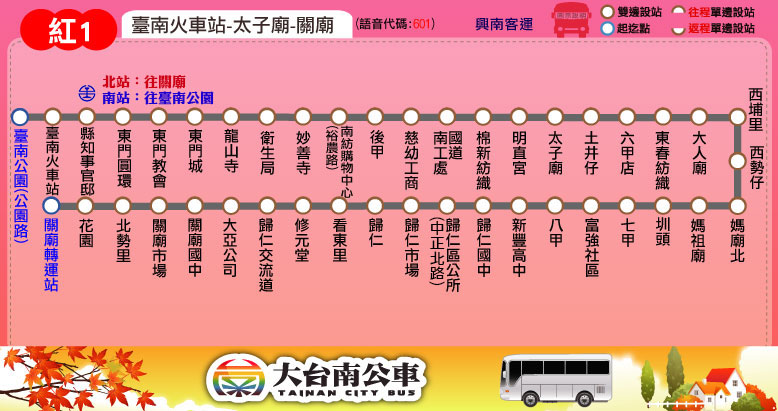 紅1
臺南火車站-太子廟-關廟
(語音代碼:601)
興南客運
雙邊設站
起迄點
往程單邊設站
返程單邊設站
北站：往關廟
南站：往臺南公園
臺南公園(公園路)
臺南火車站
縣知事官邸
東門圓環
東門教會
東門城
龍山寺
衛生局
妙善寺
南紡購物中心
(裕農路)
後甲
慈幼工商
國道
南工處
棉新紡織
明直宮
太子廟
土井仔
六甲店
東春紡織
大人廟
西埔里
西勢仔
媽廟北
媽祖廟
圳頭
七甲
富強社區
八甲
新豐高中
歸仁國中
歸仁區公所
(中正北路)
歸仁市場
歸仁
看東里
修元堂
歸仁交流道
大亞公司
關廟國中
關廟市場
北勢里
花園
關廟轉運站
大台南公車
TAINAN CITY BUS